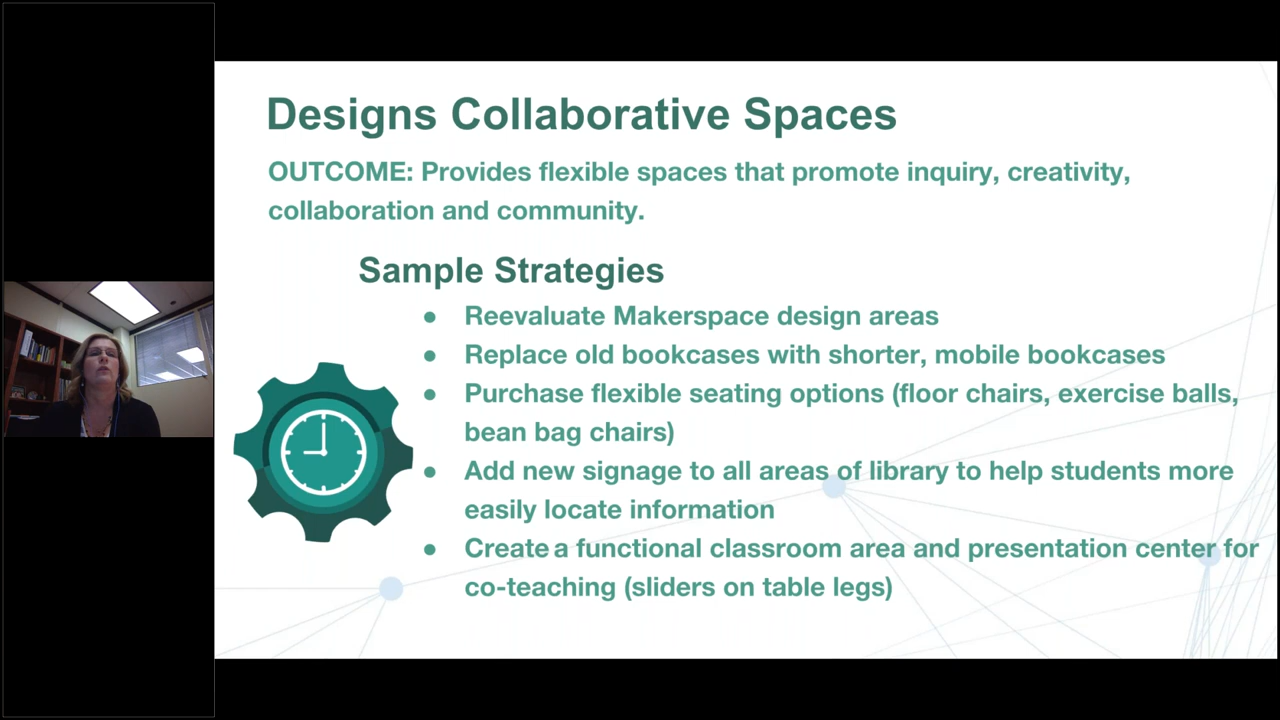 Designs Collaborative Spaces
OUTCOME: Provides flexible spaces that promote inquiry, creativity,
collaboration and community.
Sample Strategies
● Reevaluate Makerspace design areas
● Replace old bookcases with shorter, mobile bookcases
● Purchase flexible seating options (floor chairs, exercise balls,
bean bag chairs)
● Add new signage to all areas of library to help students more
easily locate information
● Create a functional classroom area and presentation center for
co-teaching (sliders on table legs)